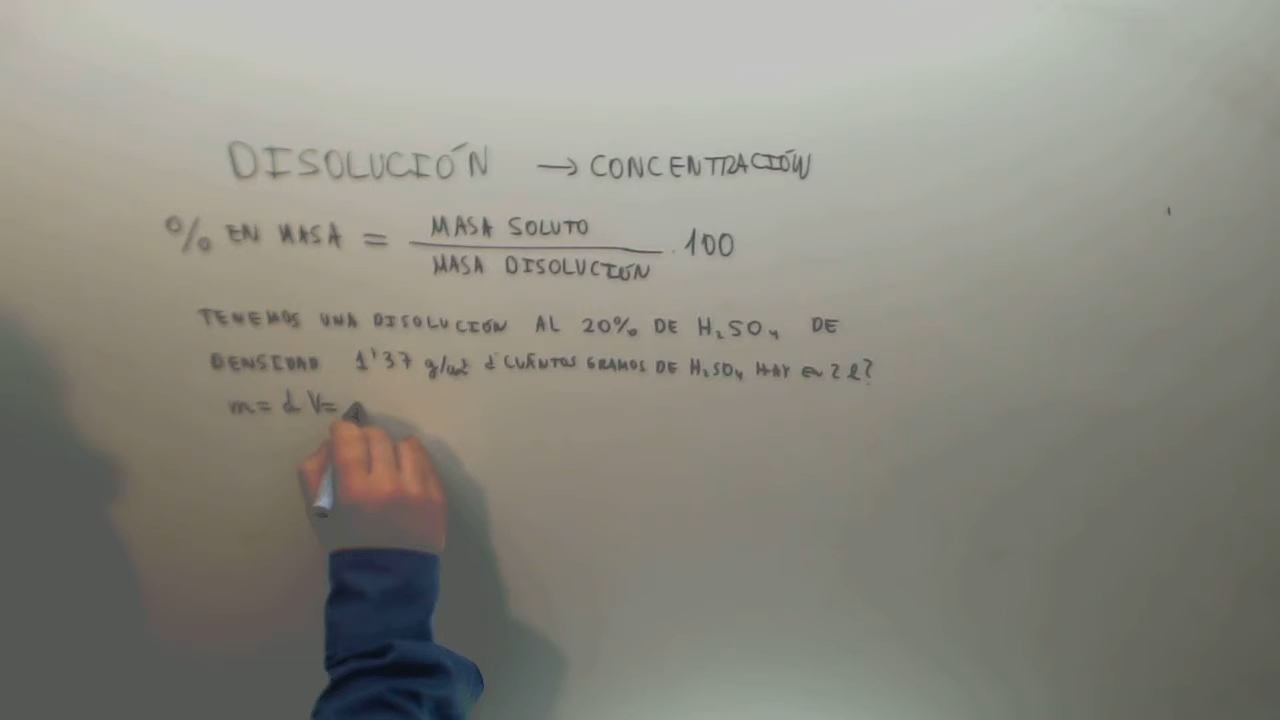 DISOLUCIÓN → CONCENTRACIÓN
% EN MASA = MASA SOLUTO / MASA DISOLUCIÓN · 100
TENEMOS UNA DISOLUCIÓN AL 20% DE H₂SO₄ DE
DENSIDAD 1'37 ¿CUÁNTOS GRAMOS DE H₂SO₄ HAY EN 2 l?
m = d V =